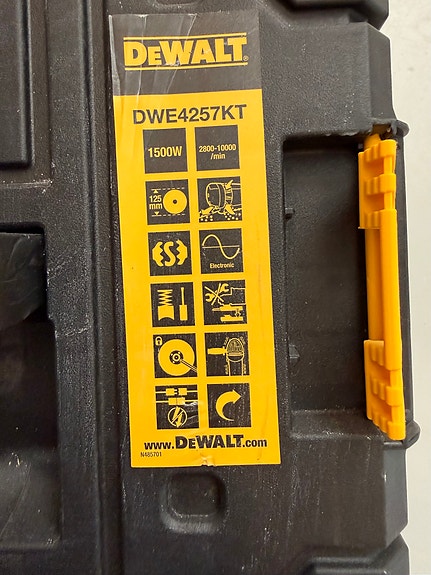 DEWALT
DWE4257KT
1500W
2800-10000
/min
125
mm
S
Electronic
www.DEWALT.com
N485701